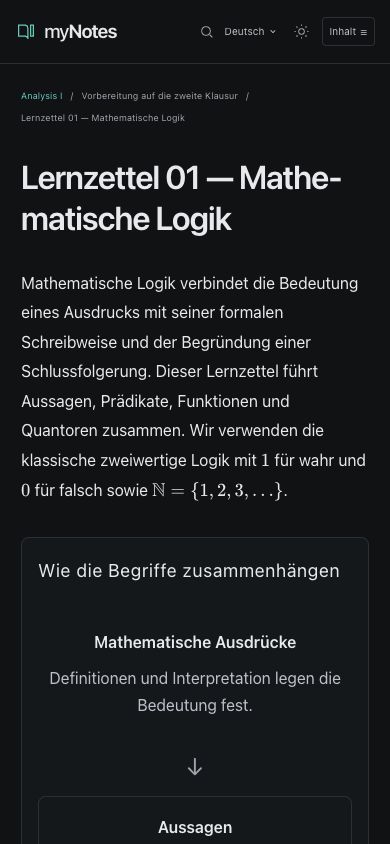 myNotes
Deutsch
Inhalt
Analysis I / Vorbereitung auf die zweite Klausur /
Lernzettel 01 — Mathematische Logik
Lernzettel 01 — Mathe-
matische Logik
Mathematische Logik verbindet die Bedeutung
eines Ausdrucks mit seiner formalen
Schreibweise und der Begründung einer
Schlussfolgerung. Dieser Lernzettel führt
Aussagen, Prädikate, Funktionen und
Quantoren zusammen. Wir verwenden die
klassische zweiwertige Logik mit 1 für wahr und
0 für falsch sowie ℕ = {1, 2, 3, …}.
Wie die Begriffe zusammenhängen
Mathematische Ausdrücke
Definitionen und Interpretation legen die
Bedeutung fest.
↓
Aussagen